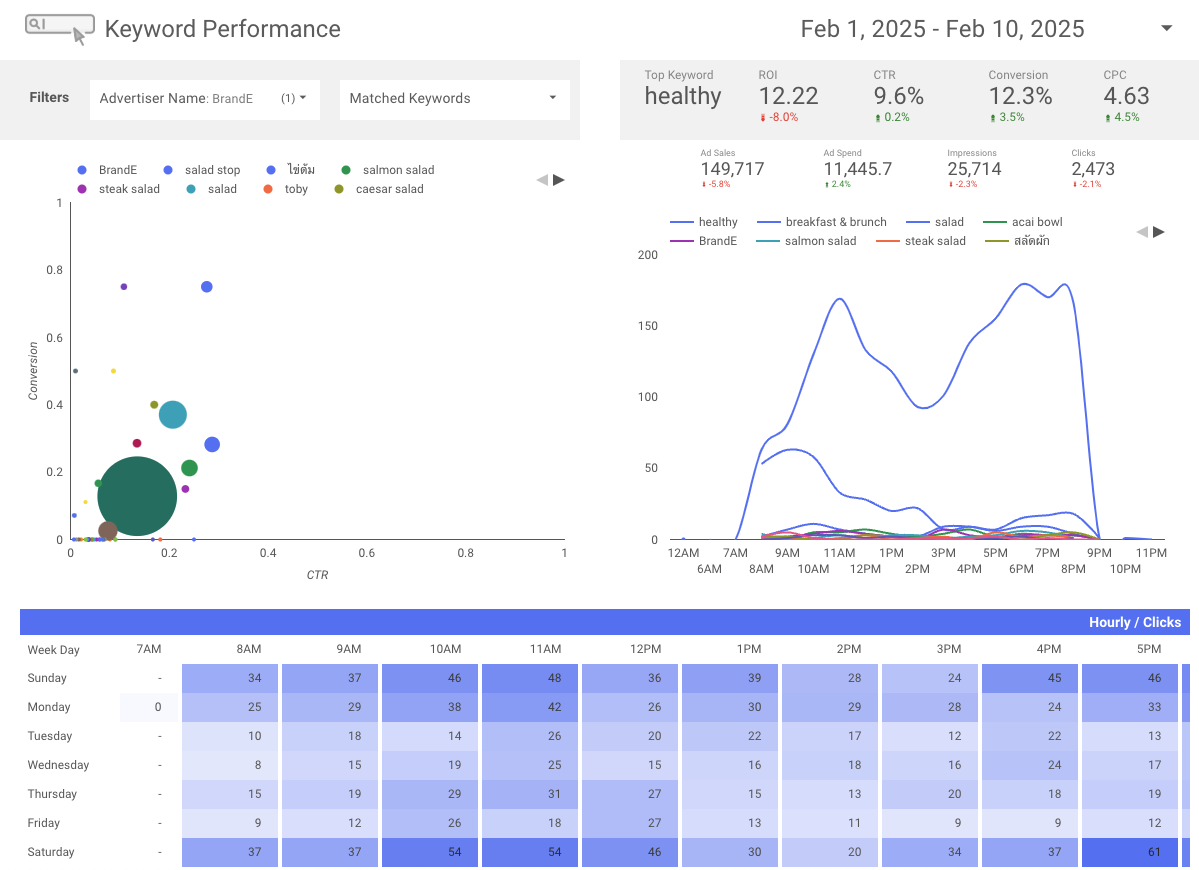 Keyword Performance
Feb 1, 2025 - Feb 10, 2025
Filters
Advertiser Name: BrandE (1)
Matched Keywords
Top Keyword ROI CTR Conversion CPC
healthy 12.22 9.6% 12.3% 4.63
-8.0% 0.2% 3.5% 4.5%
Ad Sales Ad Spend Impressions Clicks
149,717 11,445.7 25,714 2,473
-5.8% 2.4% -2.3% -2.1%
BrandE salad stop ไข่ต้ม salmon salad
steak salad salad toby caesar salad
1
0.8
0.6
0.4
0.2
0
Conversion
0 0.2 0.4 0.6 0.8 1
CTR
healthy breakfast & brunch salad acai bowl
BrandE salmon salad steak salad สลัดผัก
200
150
100
50
0
12AM 7AM 9AM 11AM 1PM 3PM 5PM 7PM 9PM 11PM
6AM 8AM 10AM 12PM 2PM 4PM 6PM 8PM 10PM
Hourly / Clicks
Week Day 7AM 8AM 9AM 10AM 11AM 12PM 1PM 2PM 3PM 4PM 5PM
Sunday - 34 37 46 48 36 39 28 24 45 46
Monday 0 25 29 38 42 26 30 29 28 24 33
Tuesday - 10 18 14 26 20 22 17 12 22 13
Wednesday - 8 15 19 25 15 16 18 16 24 17
Thursday - 15 19 29 31 27 15 13 20 18 19
Friday - 9 12 26 18 27 13 11 9 9 12
Saturday - 37 37 54 54 46 30 20 34 37 61